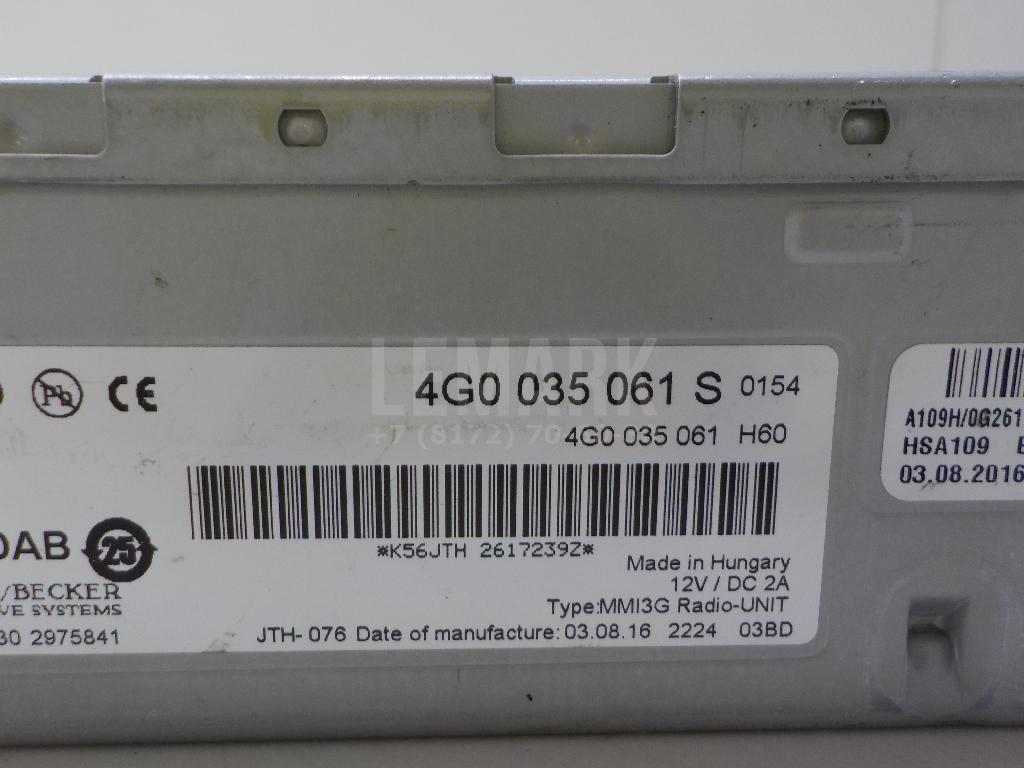 LEMARK
Pb CE 4G0 035 061 S 0154
4G0 035 061 H60
*K56JTH 2617239Z*
DAB 25
Made in Hungary
12V / DC 2A
/BECKER
VE SYSTEMS
Type:MMI3G Radio-UNIT
30 2975841
JTH- 076 Date of manufacture: 03.08.16 2224 03BD
A109H/0G261
HSA109
03.08.2016